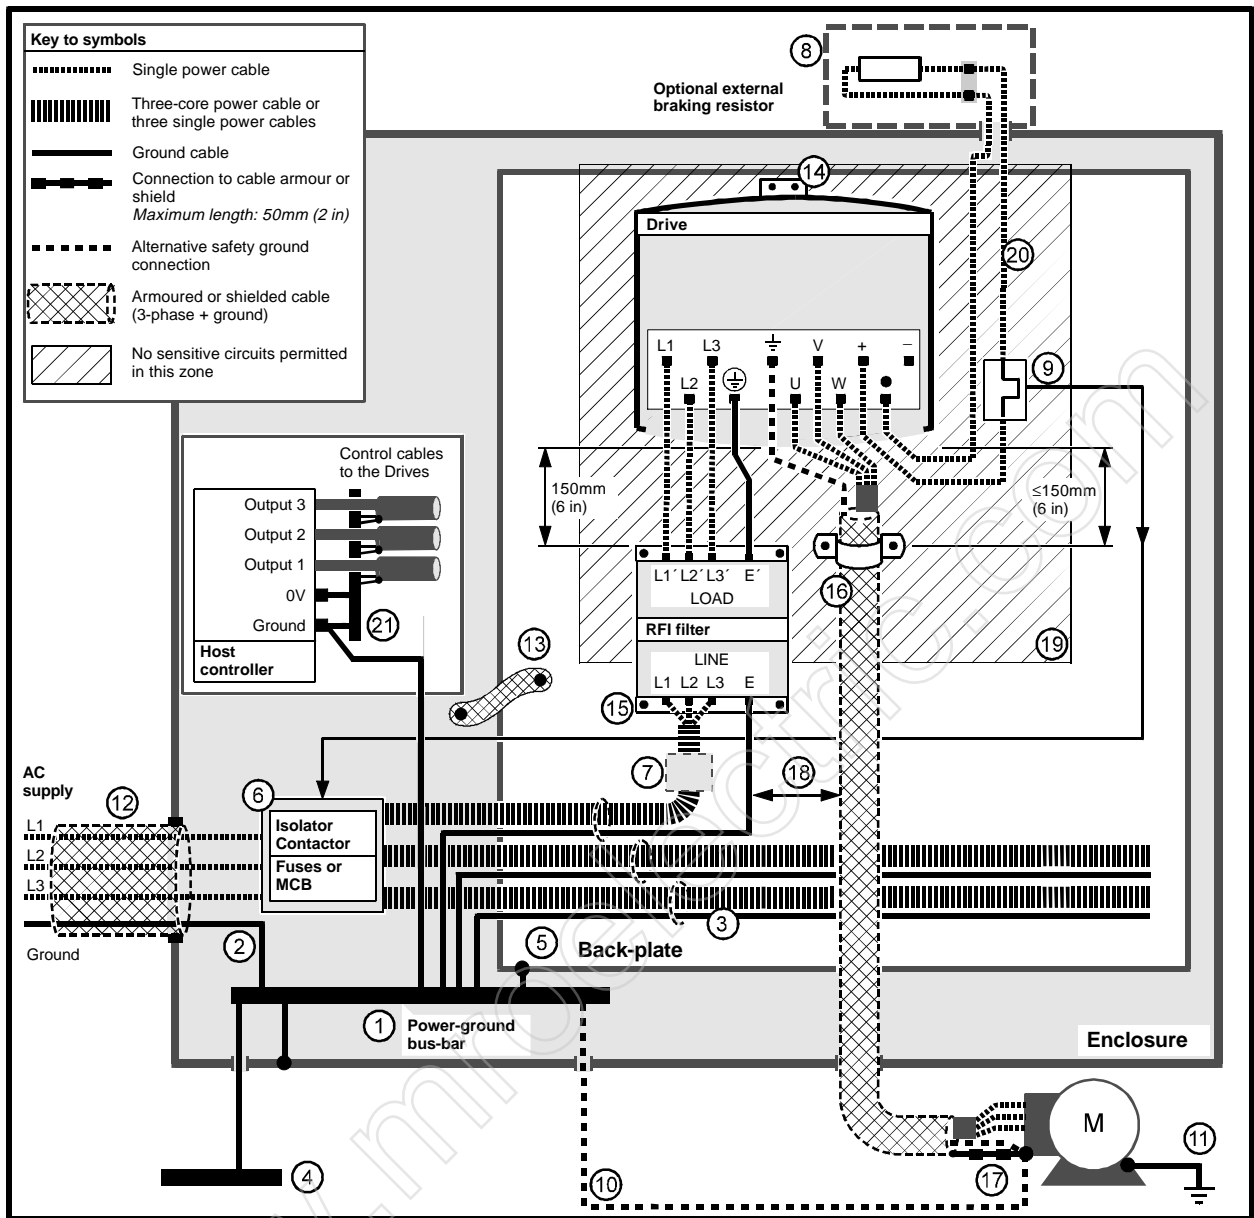 Key to symbols
Single power cable
Three-core power cable or
three single power cables
Ground cable
Connection to cable armour or
shield
Maximum length: 50mm (2 in)
Alternative safety ground
connection
Armoured or shielded cable
(3-phase + ground)
No sensitive circuits permitted
in this zone
Optional external
braking resistor
8
14
Drive
20
L1 L3 V + −
L2 U W
9
Control cables
to the Drives
Output 3
Output 2
Output 1
0V
Ground
Host
controller
21
150mm
(6 in)
≤150mm
(6 in)
L1´ L2´ L3´ E´
LOAD
RFI filter
LINE
L1 L2 L3 E
16
13
19
15
7
18
AC
supply
12
6
L1
L2
L3
Ground
Isolator
Contactor
Fuses or
MCB
2
3
5
Back-plate
1
Power-ground
bus-bar
Enclosure
4
10
M
11
17
www.mroelectric.com